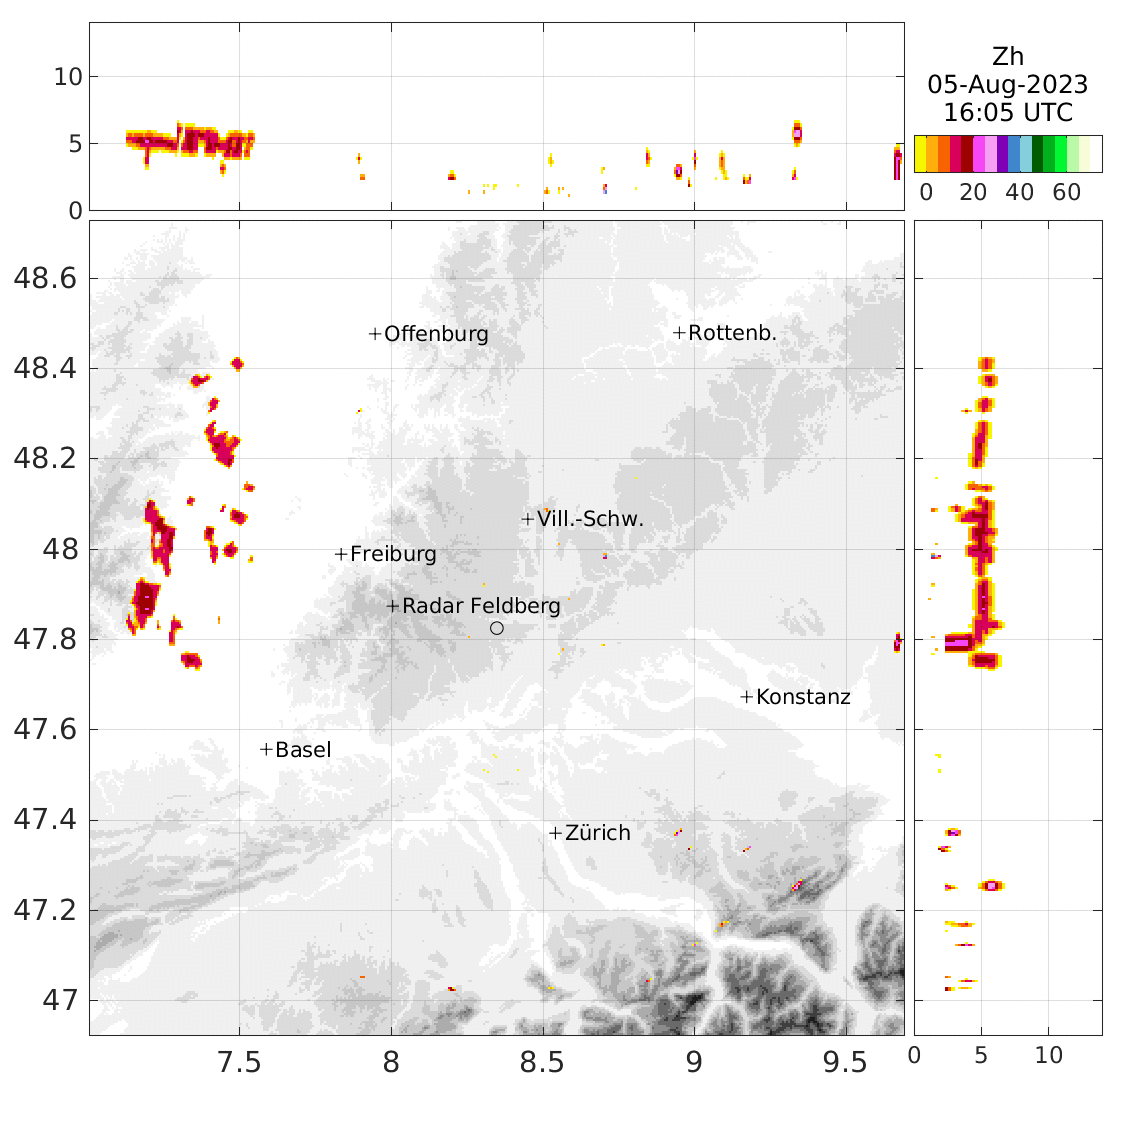 Zh
05-Aug-2023
16:05 UTC
0 20 40 60
10
5
0
48.6
48.4
48.2
48
47.8
47.6
47.4
47.2
47
Offenburg
Rottenb.
Vill.-Schw.
Freiburg
Radar Feldberg
Konstanz
Basel
Zürich
7.5 8 8.5 9 9.5
0 5 10